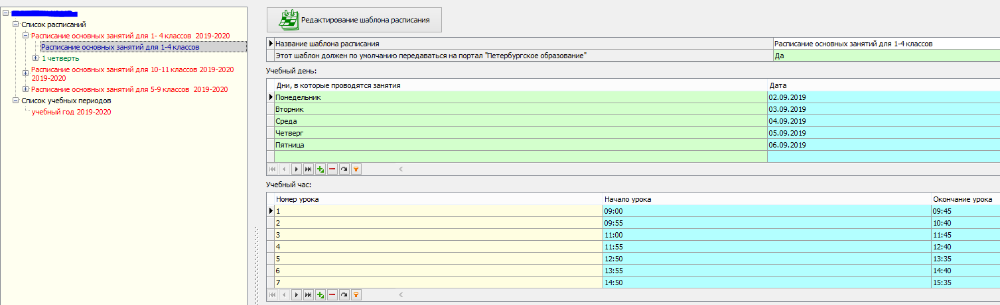 Список расписаний
Расписание основных занятий для 1- 4 классов 2019-2020
Расписание основных занятий для 1-4 классов
1 четверть
Расписание основных занятий для 10-11 классов 2019-2020
2019-2020
Расписание основных занятий для 5-9 классов 2019-2020
Список учебных периодов
учебный год 2019-2020
Редактирование шаблона расписания
Название шаблона расписания Расписание основных занятий для 1-4 классов
Этот шаблон должен по умолчанию передаваться на портал "Петербургское образование" Да
Учебный день:
Дни, в которые проводятся занятия Дата
Понедельник 02.09.2019
Вторник 03.09.2019
Среда 04.09.2019
Четверг 05.09.2019
Пятница 06.09.2019
Учебный час:
Номер урока Начало урока Окончание урока
1 09:00 09:45
2 09:55 10:40
3 11:00 11:45
4 11:55 12:40
5 12:50 13:35
6 13:55 14:40
7 14:50 15:35